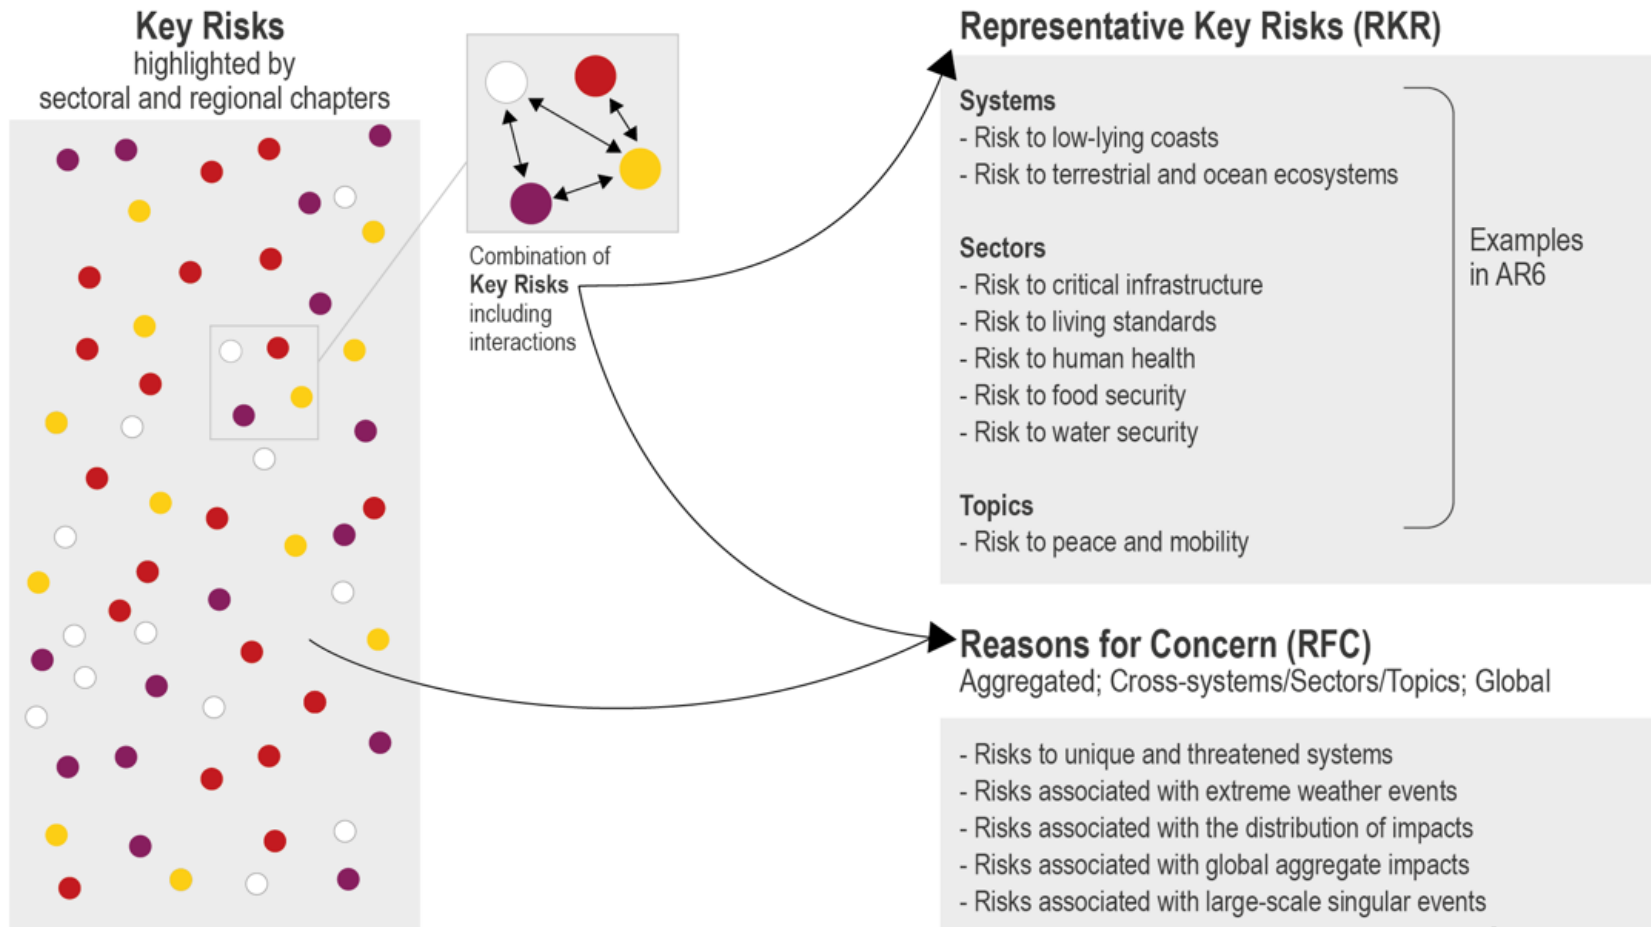 Key Risks
highlighted by
sectoral and regional chapters
Combination of
Key Risks
including
interactions
Representative Key Risks (RKR)
Systems
- Risk to low-lying coasts
- Risk to terrestrial and ocean ecosystems
Sectors
- Risk to critical infrastructure
- Risk to living standards
- Risk to human health
- Risk to food security
- Risk to water security
Topics
- Risk to peace and mobility
Examples
in AR6
Reasons for Concern (RFC)
Aggregated; Cross-systems/Sectors/Topics; Global
- Risks to unique and threatened systems
- Risks associated with extreme weather events
- Risks associated with the distribution of impacts
- Risks associated with global aggregate impacts
- Risks associated with large-scale singular events